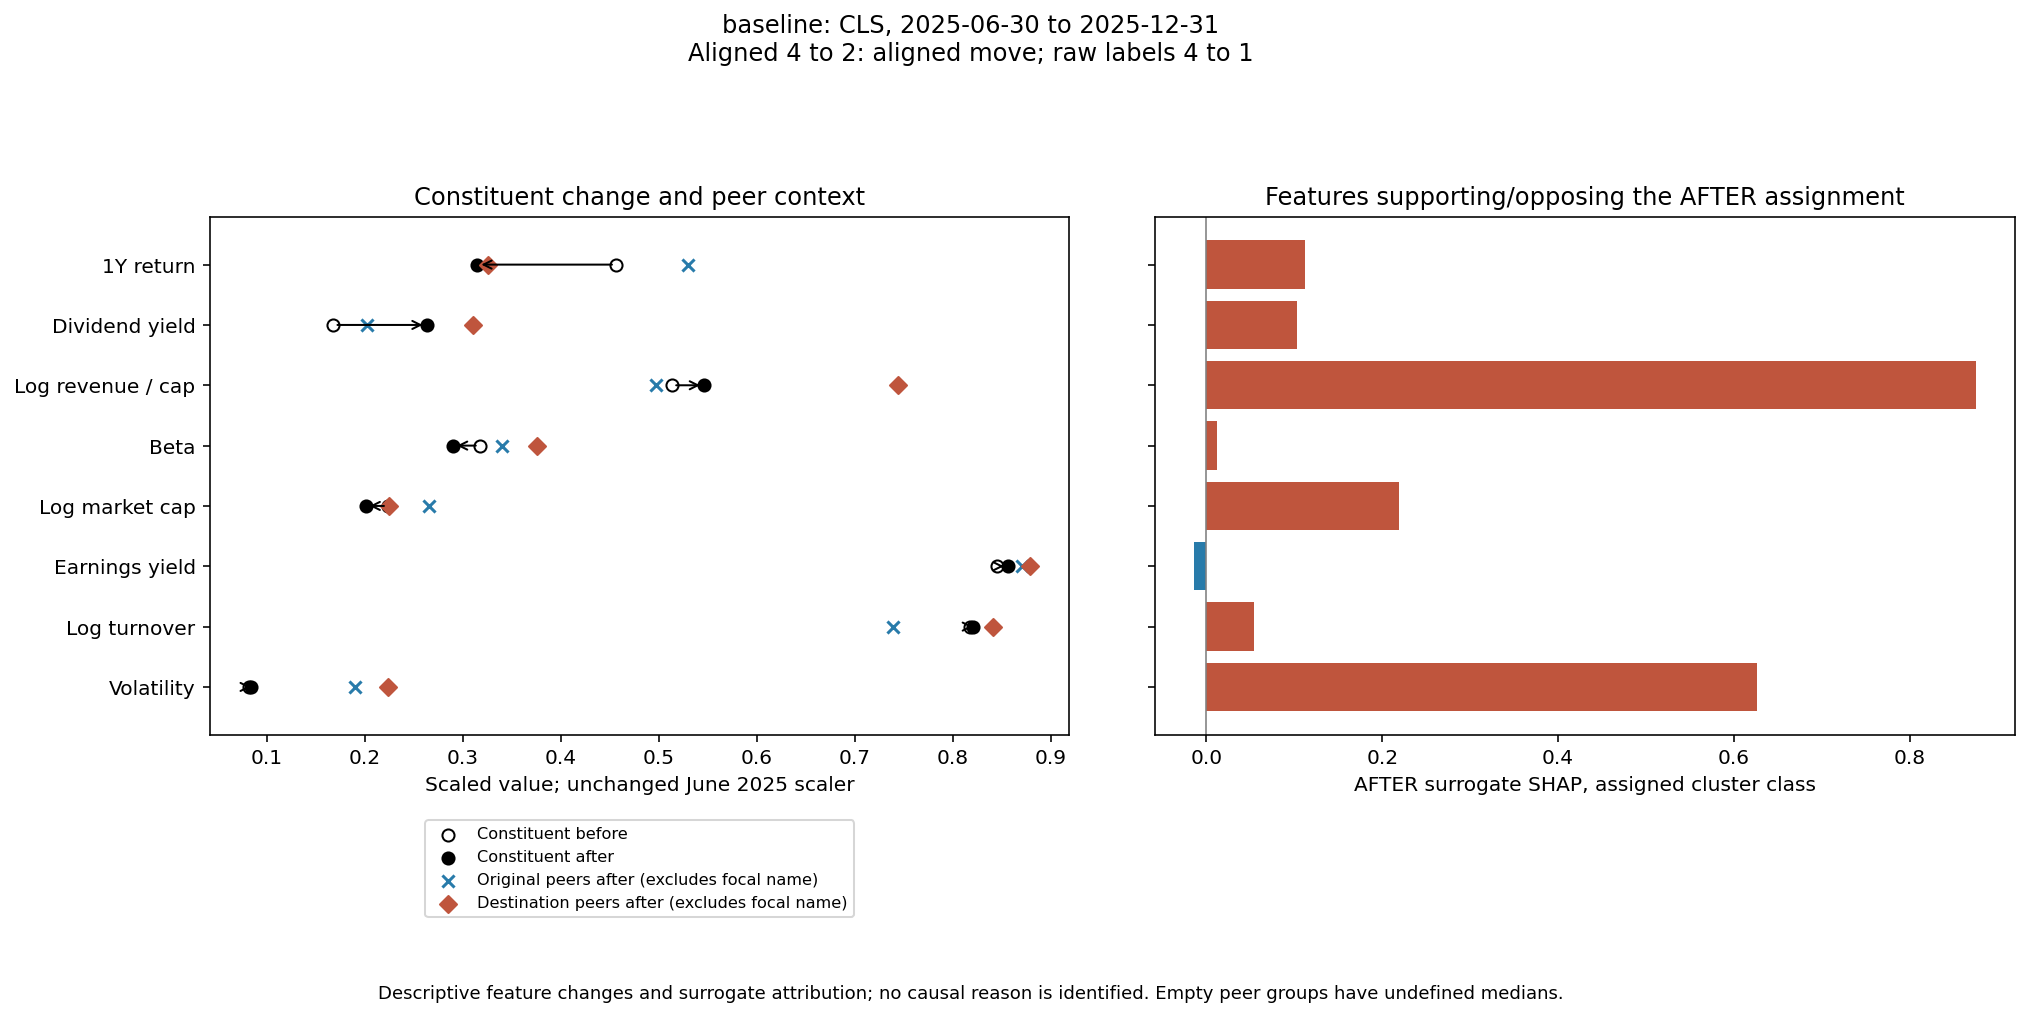 baseline: CLS, 2025-06-30 to 2025-12-31
Aligned 4 to 2: aligned move; raw labels 4 to 1
Constituent change and peer context
1Y return
Dividend yield
Log revenue / cap
Beta
Log market cap
Earnings yield
Log turnover
Volatility
0.1 0.2 0.3 0.4 0.5 0.6 0.7 0.8 0.9
Scaled value; unchanged June 2025 scaler
Constituent before
Constituent after
Original peers after (excludes focal name)
Destination peers after (excludes focal name)
Features supporting/opposing the AFTER assignment
0.0 0.2 0.4 0.6 0.8
AFTER surrogate SHAP, assigned cluster class
Descriptive feature changes and surrogate attribution; no causal reason is identified. Empty peer groups have undefined medians.